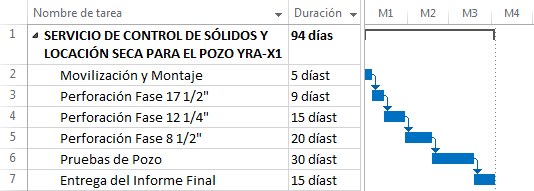 Nombre de tarea Duración M1 M2 M3 M4
1 SERVICIO DE CONTROL DE SÓLIDOS Y 94 días
LOCACIÓN SECA PARA EL POZO YRA-X1
2 Movilización y Montaje 5 díast
3 Perforación Fase 17 1/2" 9 díast
4 Perforación Fase 12 1/4" 15 díast
5 Perforación Fase 8 1/2" 20 díast
6 Pruebas de Pozo 30 díast
7 Entrega del Informe Final 15 díast